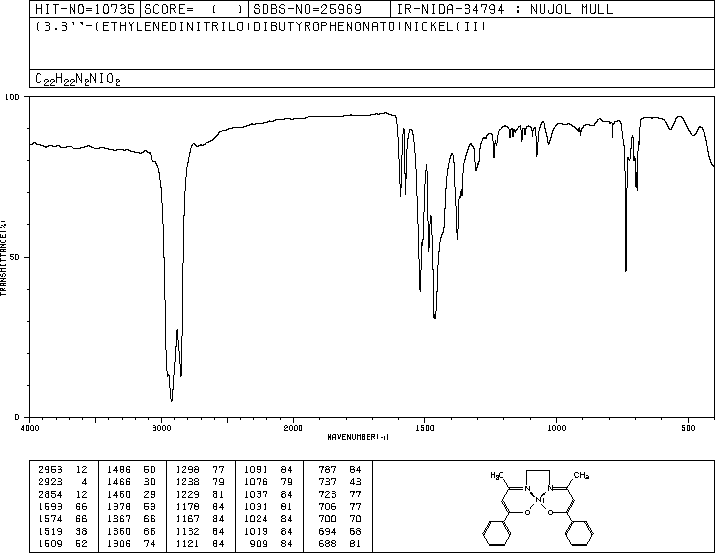 HIT-NO=10735 SCORE= ( ) SDBS-NO=25969 IR-NIDA-34794 : NUJOL MULL
(3,3''-(ETHYLENEDINITRILO)DIBUTYROPHENONATO)NICKEL(II)
C22H22N2NIO2
100
50
0
TRANSMITTANCE(%)
4000 3000 2000 1500 1000
WAVENUMBER(-1)
2953 12 1486 50 1298 77 1091 84 787 84
2923 4 1466 30 1238 79 1076 79 737 43
2854 12 1460 29 1229 81 1037 84 723 77
1593 66 1378 53 1178 84 1031 81 706 77
1574 66 1367 66 1167 84 1024 84 700 70
1519 38 1360 66 1132 84 1019 84 694 68
1509 52 1306 74 1121 84 909 84 688 81
H3C CH3
N N
Ni
O O